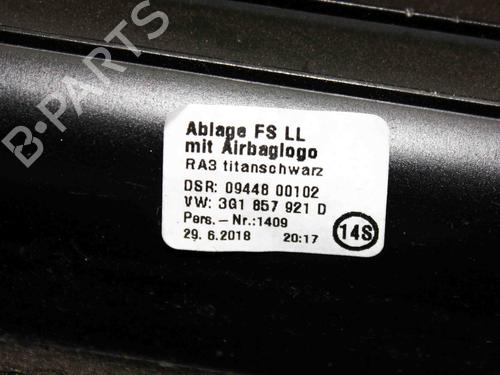 B-PARTS
Ablage FS LL
mit Airbaglogo
RA3 titanschwarz
DSR: 09448 00102
VW: 3G1 857 921 D
Pers.-Nr.:1409
29.6.2018 20:17
14S